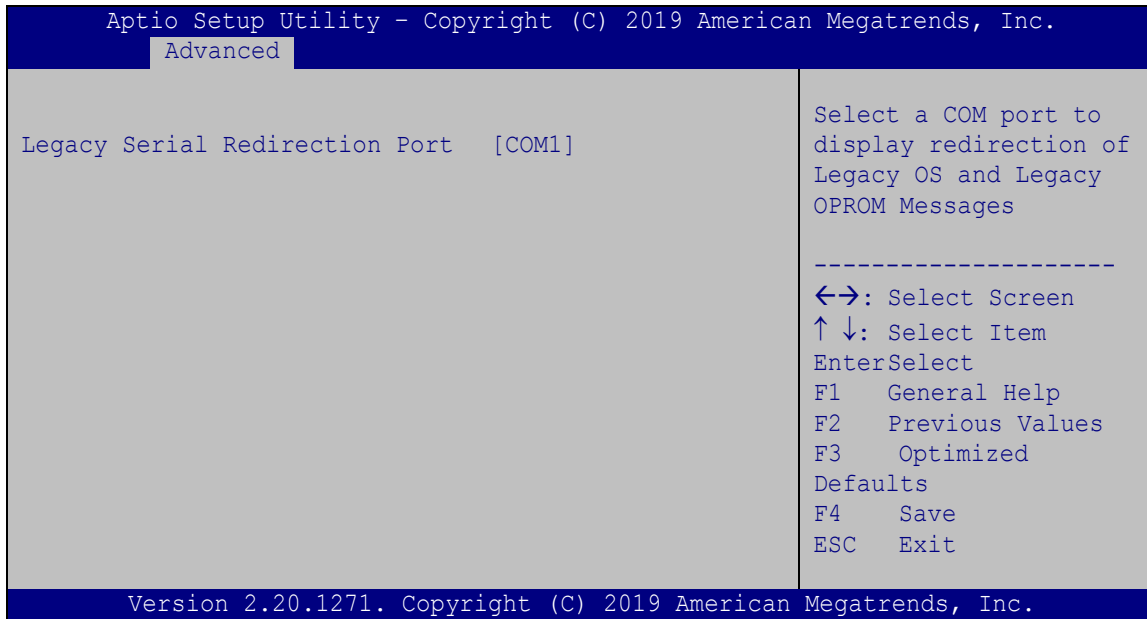 Aptio Setup Utility – Copyright (C) 2019 American Megatrends, Inc.
Advanced
Legacy Serial Redirection Port [COM1]
Select a COM port to
display redirection of
Legacy OS and Legacy
OPROM Messages
---------------------
←→: Select Screen
↑ ↓: Select Item
EnterSelect
F1 General Help
F2 Previous Values
F3 Optimized
Defaults
F4 Save
ESC Exit
Version 2.20.1271. Copyright (C) 2019 American Megatrends, Inc.